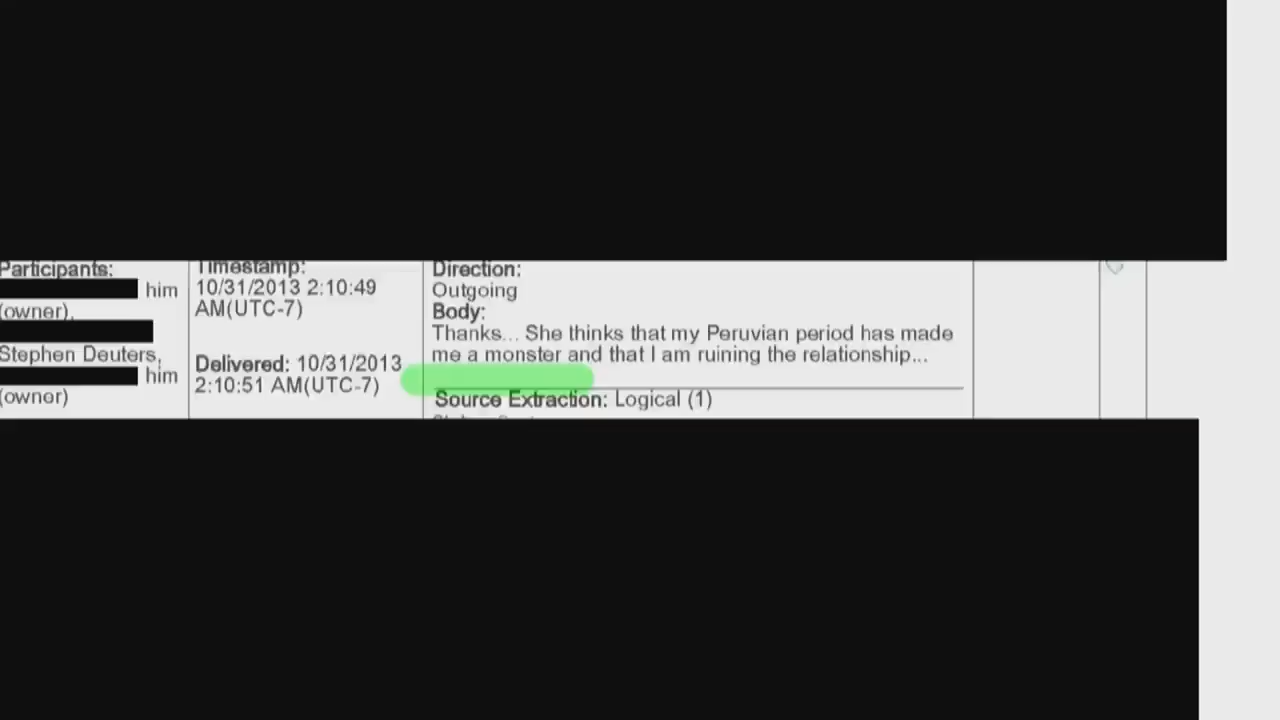 Participants:
him
(owner),
Stephen Deuters,
him
(owner)
Timestamp:
10/31/2013 2:10:49
AM(UTC-7)
Delivered: 10/31/2013
2:10:51 AM(UTC-7)
Direction:
Outgoing
Body:
Thanks... She thinks that my Peruvian period has made
me a monster and that I am ruining the relationship...
Source Extraction: Logical (1)